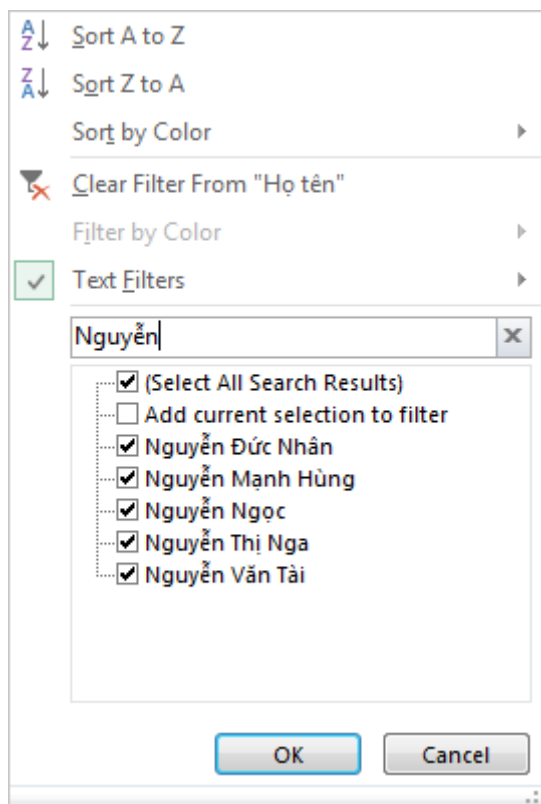 Sort A to Z
Sort Z to A
Sort by Color
Clear Filter From "Họ tên"
Filter by Color
Text Filters
Nguyễn
(Select All Search Results)
Add current selection to filter
Nguyễn Đức Nhân
Nguyễn Mạnh Hùng
Nguyễn Ngọc
Nguyễn Thị Nga
Nguyễn Văn Tài
OK Cancel